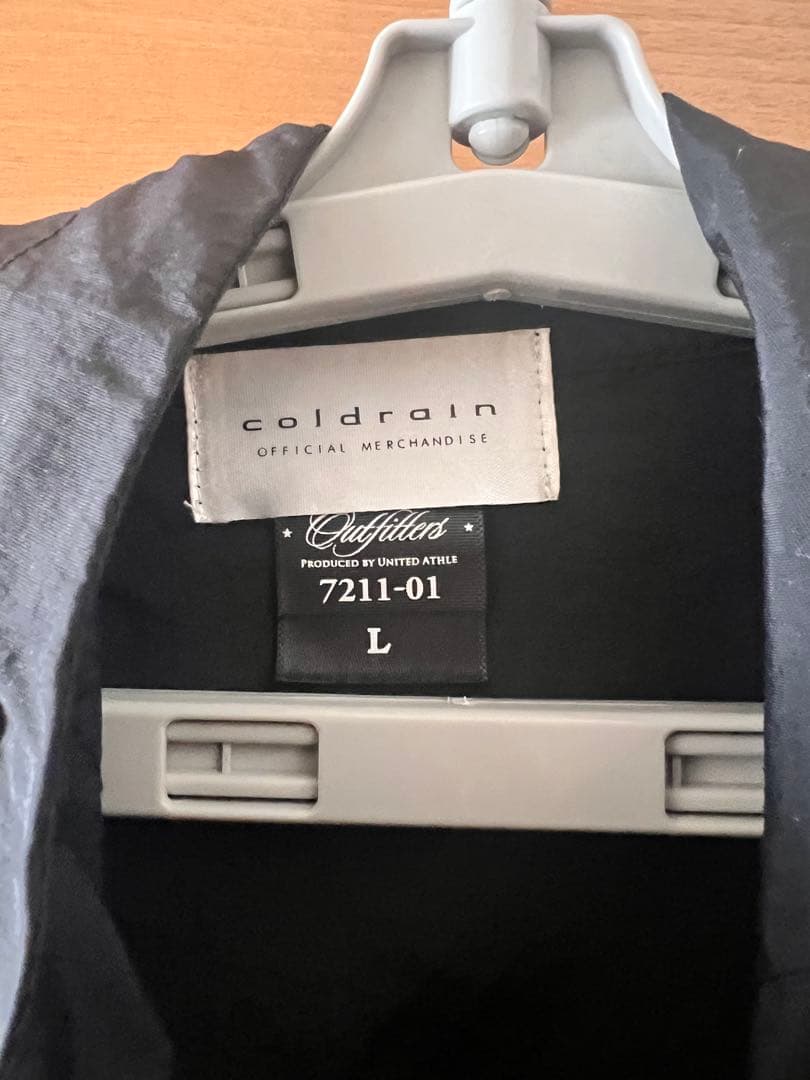 coldrain
OFFICIAL MERCHANDISE
Outfitters
PRODUCED BY UNITED ATHLE
7211-01
L